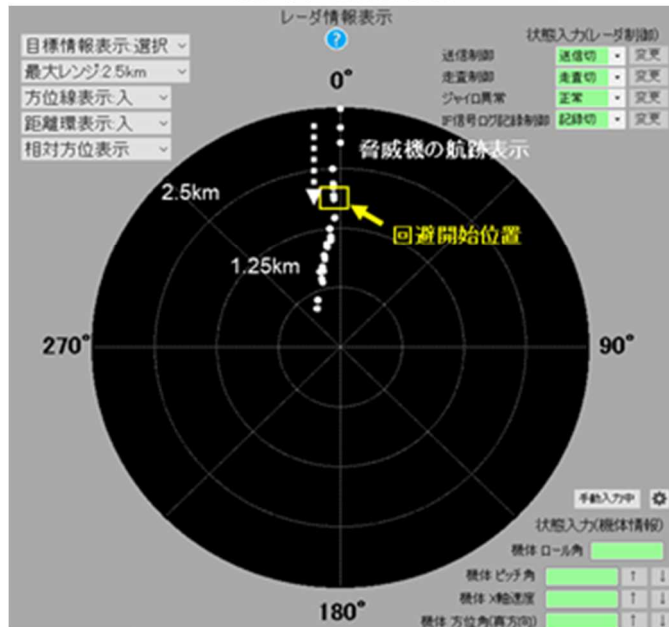 レーダ情報表示
?
目標情報表示:選択
最大レンジ:2.5km
方位線表示:入
距離環表示:入
相対方位表示
状態入力(レーダ制御)
送信制御 送信切 変更
走査制御 走査切 変更
ジャイロ異常 正常 変更
IF信号ログ記録制御 記録切 変更
0°
脅威機の航跡表示
2.5km
回避開始位置
1.25km
270°
90°
180°
手動入力中
状態入力(機体情報)
機体 ロール角
機体 ピッチ角 ↑ ↓
機体 X軸速度 ↑ ↓
機体 方位角(真方向) ↑ ↓